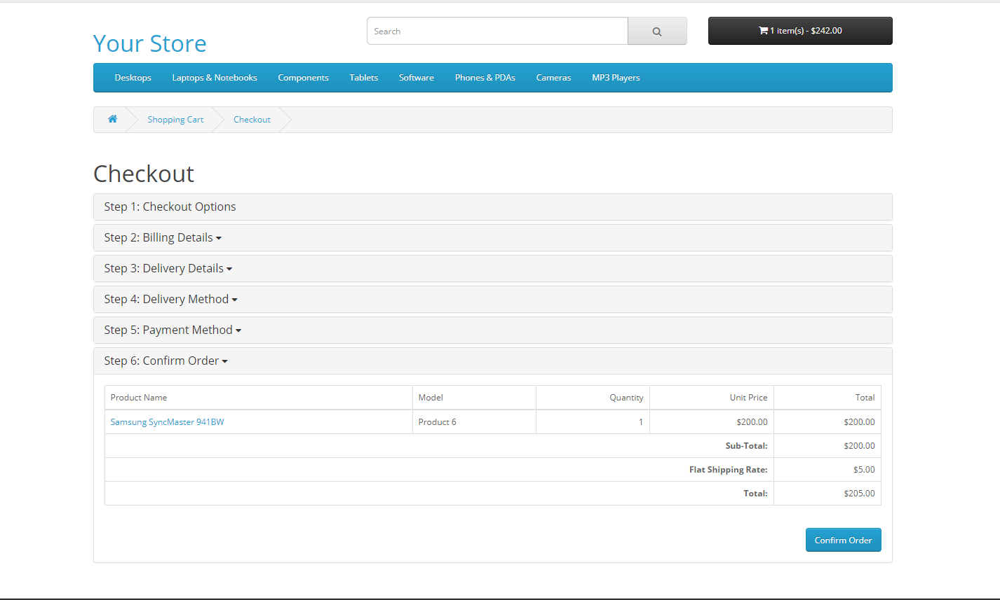 Your Store
Search
1 item(s) - $242.00
Desktops Laptops & Notebooks Components Tablets Software Phones & PDAs Cameras MP3 Players
Shopping Cart Checkout
Checkout
Step 1: Checkout Options
Step 2: Billing Details
Step 3: Delivery Details
Step 4: Delivery Method
Step 5: Payment Method
Step 6: Confirm Order
Product Name Model Quantity Unit Price Total
Samsung SyncMaster 941BW Product 6 1 $200.00 $200.00
Sub-Total: $200.00
Flat Shipping Rate: $5.00
Total: $205.00
Confirm Order